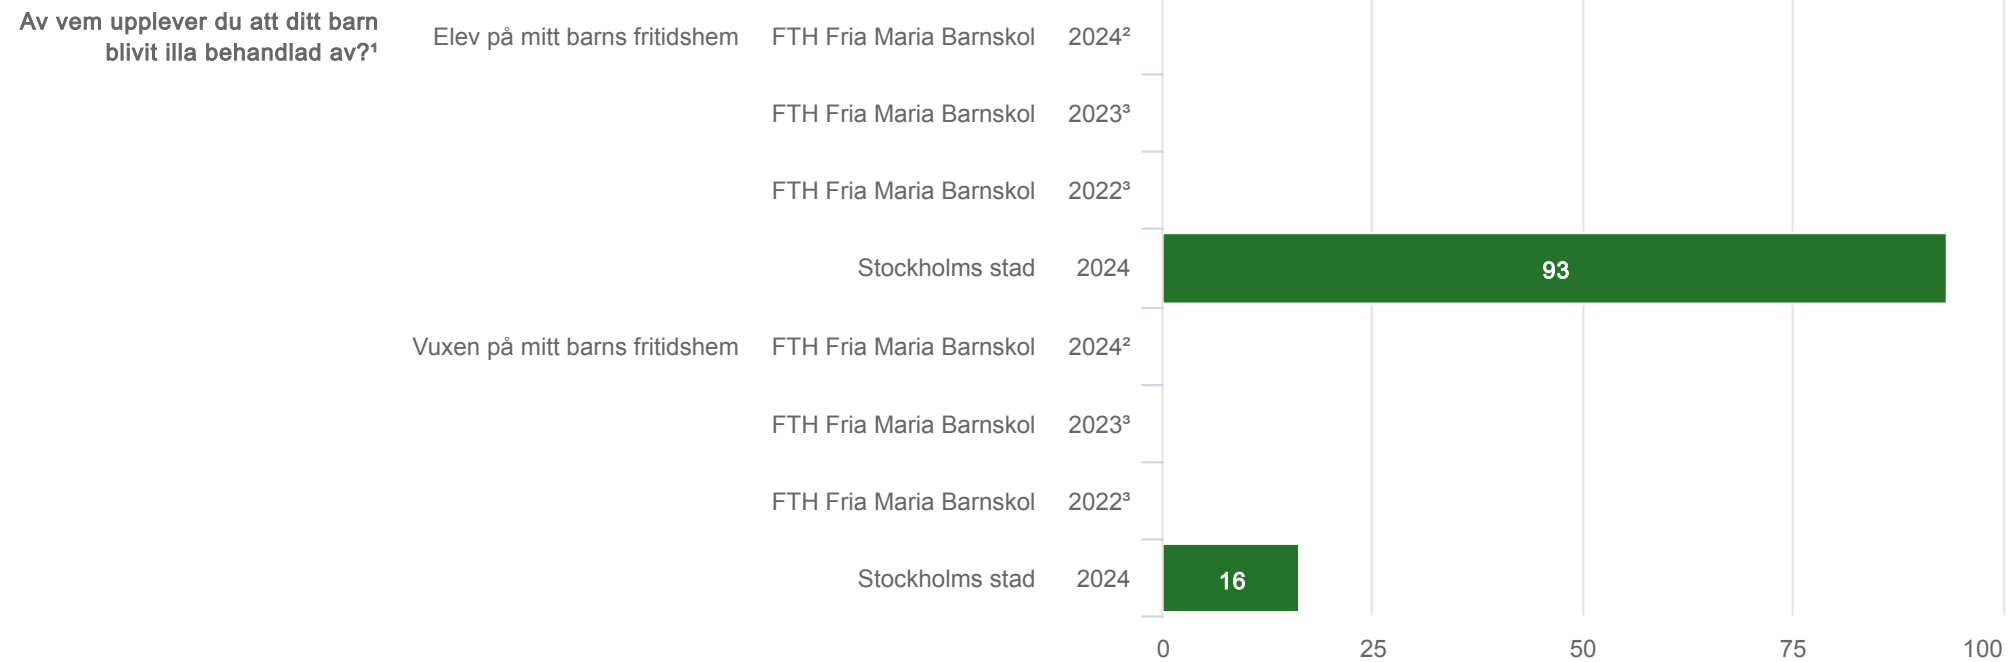 Av vem upplever du att ditt barn
blivit illa behandlad av?¹
Elev på mitt barns fritidshem FTH Fria Maria Barnskol 2024²
FTH Fria Maria Barnskol 2023³
FTH Fria Maria Barnskol 2022³
Stockholms stad 2024 93
Vuxen på mitt barns fritidshem FTH Fria Maria Barnskol 2024²
FTH Fria Maria Barnskol 2023³
FTH Fria Maria Barnskol 2022³
Stockholms stad 2024 16
0 25 50 75 100